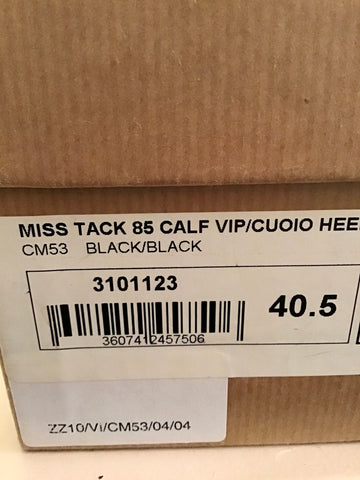 MISS TACK 85 CALF VIP/CUOIO HEE
CM53 BLACK/BLACK
3101123
40.5
3607412457506
ZZ10/VI/CM53/04/04